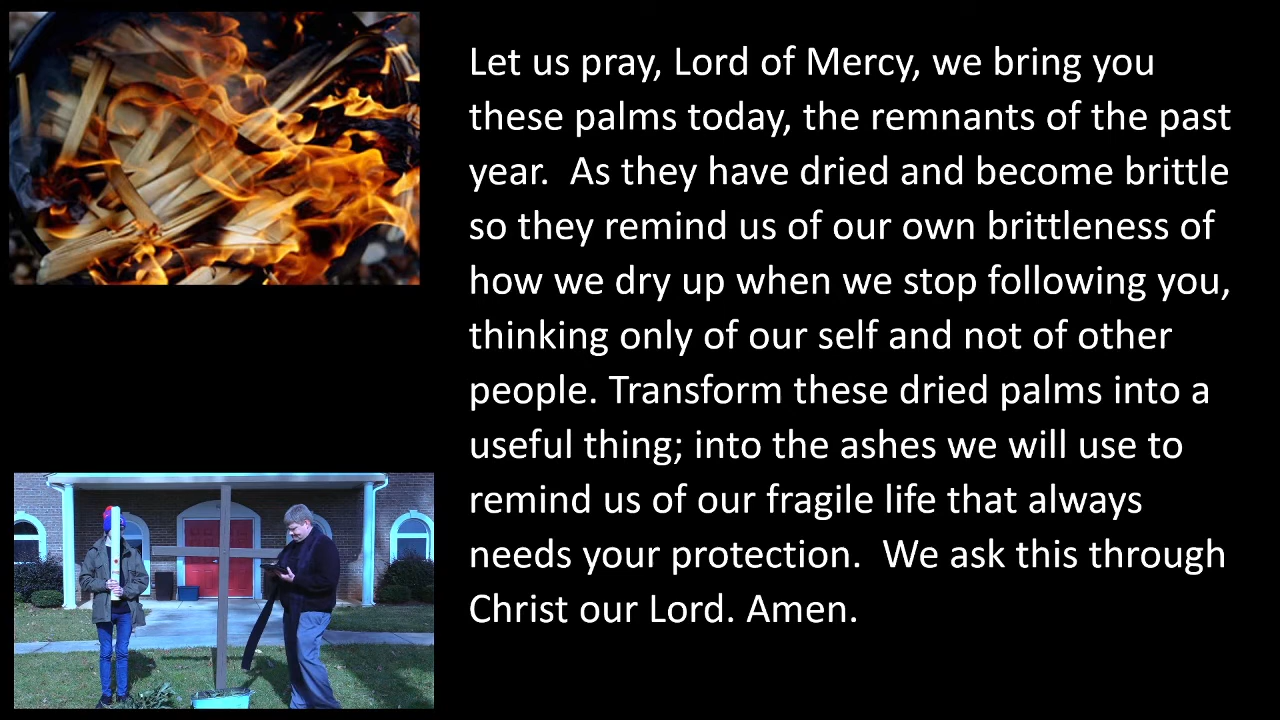 Let us pray, Lord of Mercy, we bring you
these palms today, the remnants of the past
year.  As they have dried and become brittle
so they remind us of our own brittleness of
how we dry up when we stop following you,
thinking only of our self and not of other
people. Transform these dried palms into a
useful thing; into the ashes we will use to
remind us of our fragile life that always
needs your protection.  We ask this through
Christ our Lord. Amen.